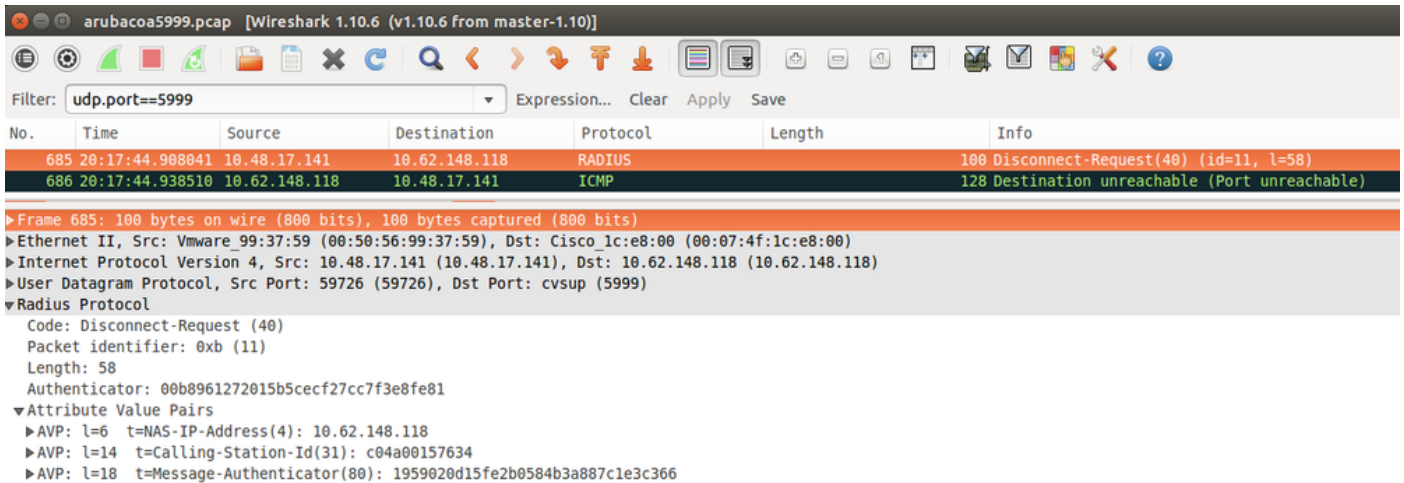 arubacoa5999.pcap [Wireshark 1.10.6 (v1.10.6 from master-1.10)]
Filter: udp.port==5999 Expression... Clear Apply Save
No. Time Source Destination Protocol Length Info
685 20:17:44.908041 10.48.17.141 10.62.148.118 RADIUS 100 Disconnect-Request(40) (id=11, l=58)
686 20:17:44.938510 10.62.148.118 10.48.17.141 ICMP 128 Destination unreachable (Port unreachable)
Frame 685: 100 bytes on wire (800 bits), 100 bytes captured (800 bits)
Ethernet II, Src: Vmware_99:37:59 (00:50:56:99:37:59), Dst: Cisco_1c:e8:00 (00:07:4f:1c:e8:00)
Internet Protocol Version 4, Src: 10.48.17.141 (10.48.17.141), Dst: 10.62.148.118 (10.62.148.118)
User Datagram Protocol, Src Port: 59726 (59726), Dst Port: cvsup (5999)
Radius Protocol
Code: Disconnect-Request (40)
Packet identifier: 0xb (11)
Length: 58
Authenticator: 00b8961272015b5cecf27cc7f3e8fe81
Attribute Value Pairs
AVP: l=6 t=NAS-IP-Address(4): 10.62.148.118
AVP: l=14 t=Calling-Station-Id(31): c04a00157634
AVP: l=18 t=Message-Authenticator(80): 1959020d15fe2b0584b3a887c1e3c366